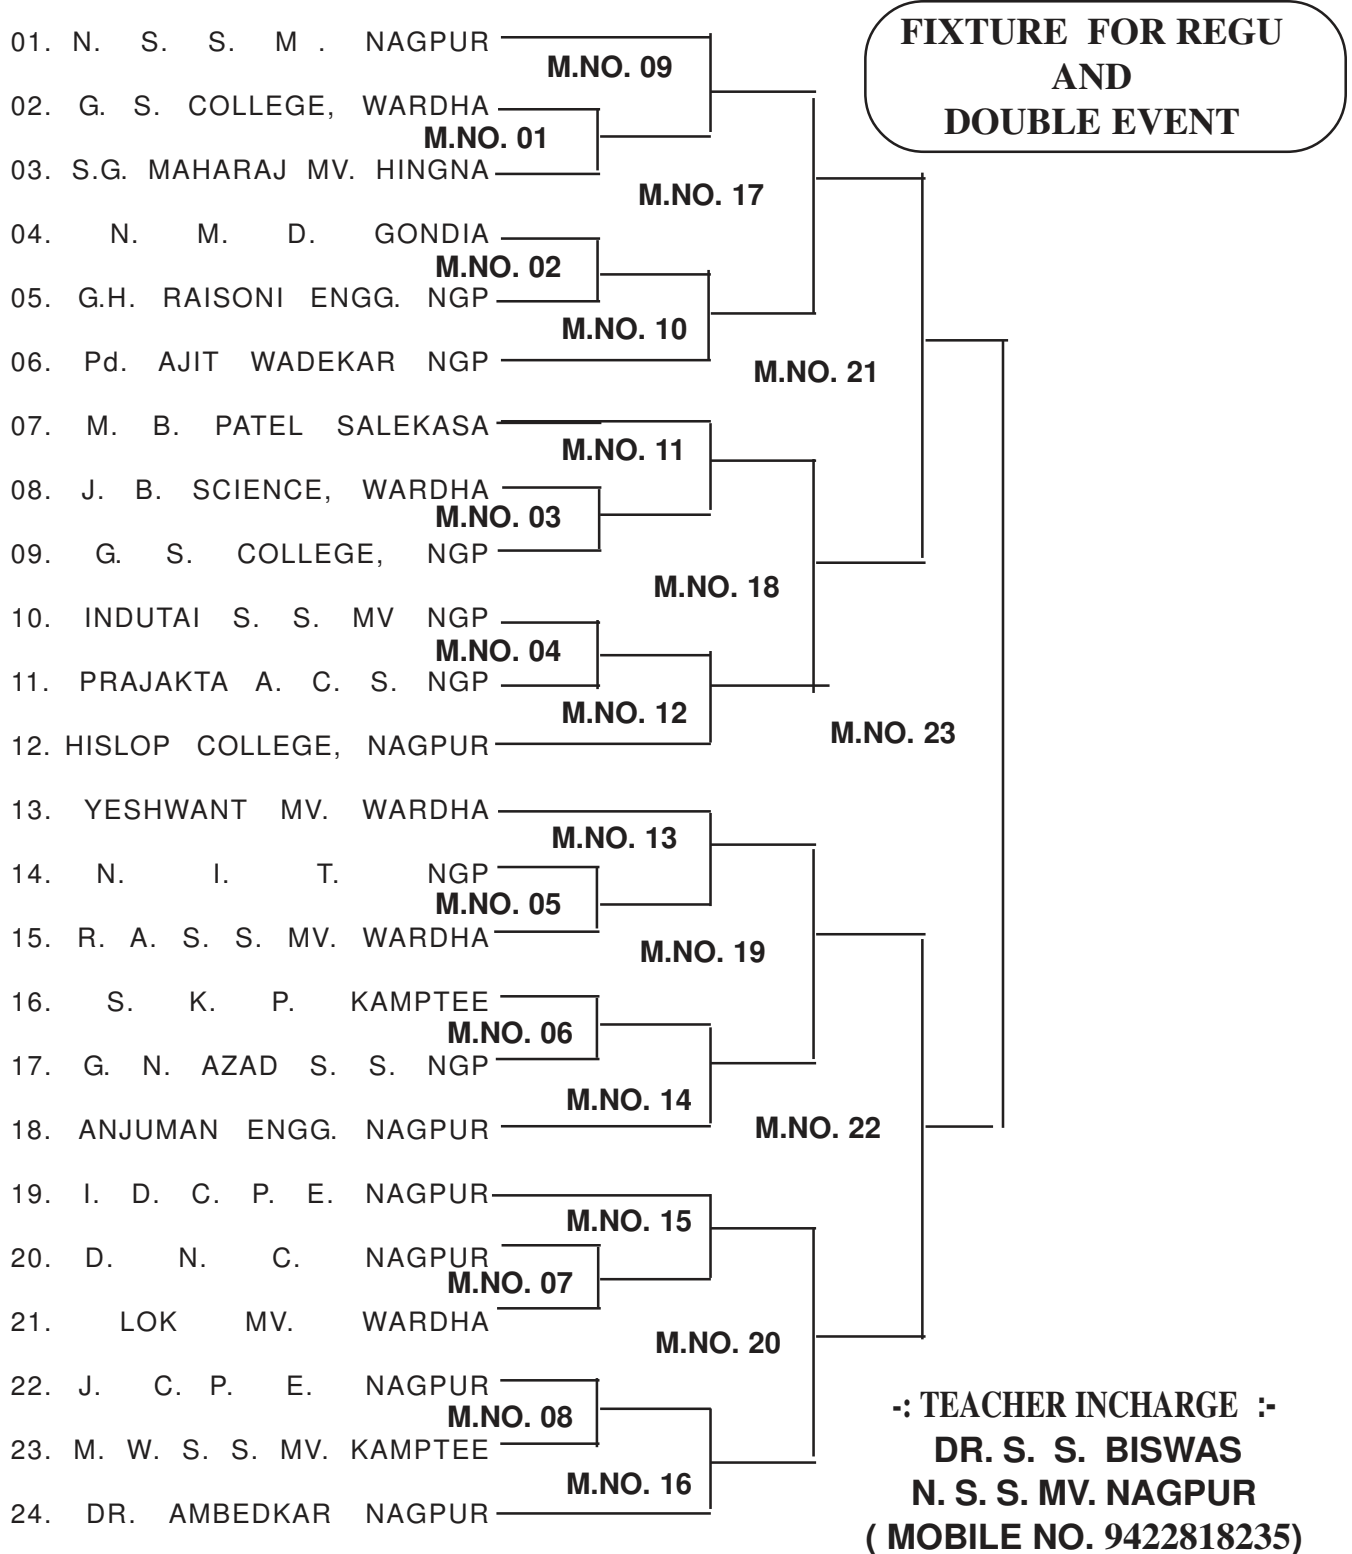 FIXTURE FOR REGU
AND
DOUBLE EVENT
01. N. S. S. M . NAGPUR
M.NO. 09
02. G. S. COLLEGE, WARDHA
M.NO. 01
03. S.G. MAHARAJ MV. HINGNA
M.NO. 17
04. N. M. D. GONDIA
M.NO. 02
05. G.H. RAISONI ENGG. NGP
M.NO. 10
06. Pd. AJIT WADEKAR NGP
M.NO. 21
07. M. B. PATEL SALEKASA
M.NO. 11
08. J. B. SCIENCE, WARDHA
M.NO. 03
09. G. S. COLLEGE, NGP
M.NO. 18
10. INDUTAI S. S. MV NGP
M.NO. 04
11. PRAJAKTA A. C. S. NGP
M.NO. 12
M.NO. 23
12. HISLOP COLLEGE, NAGPUR
13. YESHWANT MV. WARDHA
M.NO. 13
14. N. I. T. NGP
M.NO. 05
15. R. A. S. S. MV. WARDHA
M.NO. 19
16. S. K. P. KAMPTEE
M.NO. 06
17. G. N. AZAD S. S. NGP
M.NO. 14
18. ANJUMAN ENGG. NAGPUR
M.NO. 22
19. I. D. C. P. E. NAGPUR
M.NO. 15
20. D. N. C. NAGPUR
M.NO. 07
21. LOK MV. WARDHA
M.NO. 20
22. J. C. P. E. NAGPUR
M.NO. 08
23. M. W. S. S. MV. KAMPTEE
M.NO. 16
24. DR. AMBEDKAR NAGPUR
-: TEACHER INCHARGE :-
DR. S. S. BISWAS
N. S. S. MV. NAGPUR
( MOBILE NO. 9422818235)